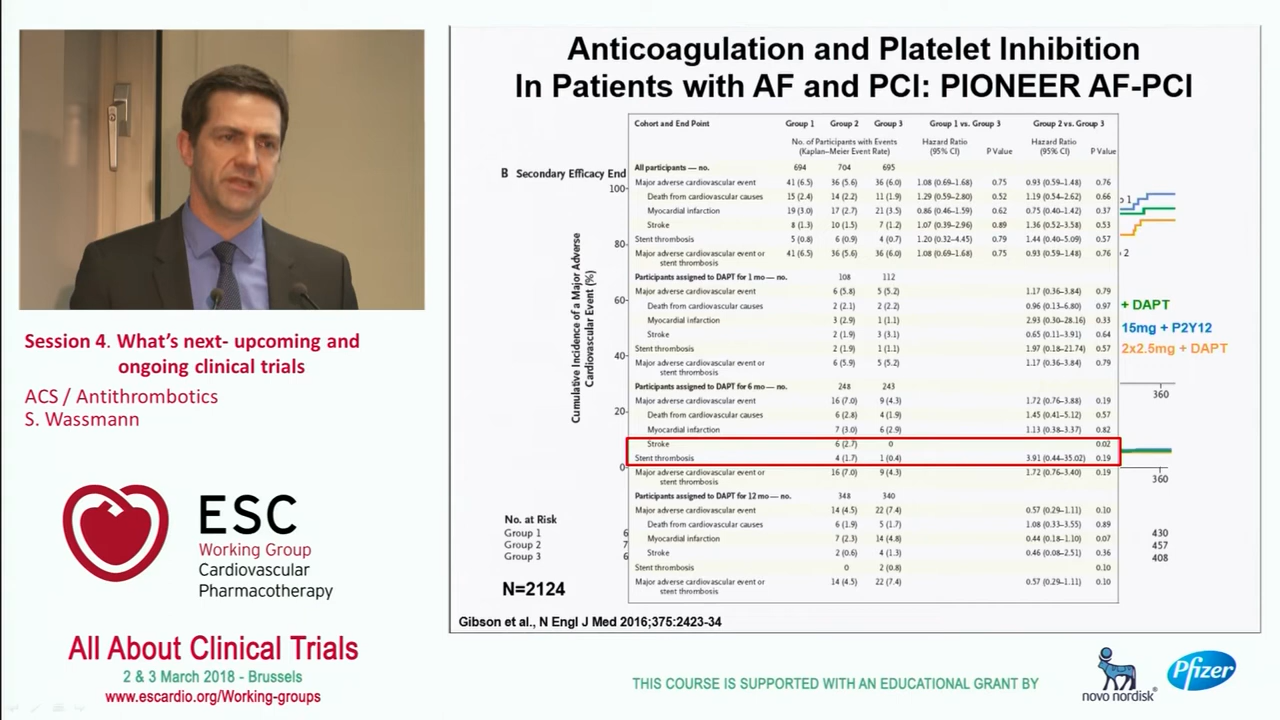 Anticoagulation and Platelet Inhibition
In Patients with AF and PCI: PIONEER AF-PCI
Cohort and End Point Group 1 Group 2 Group 3 Group 1 vs. Group 3 Group 2 vs. Group 3
No. of Participants with Events Hazard Ratio Hazard Ratio
(Kaplan–Meier Event Rate) (95% CI) P Value (95% CI) P Value
All participants — no. 694 704 695
Major adverse cardiovascular event 41 (6.5) 36 (5.6) 36 (6.0) 1.08 (0.69–1.68) 0.75 0.93 (0.59–1.48) 0.76
Death from cardiovascular causes 15 (2.4) 14 (2.2) 11 (1.9) 1.29 (0.59–2.80) 0.52 1.19 (0.54–2.62) 0.66
Myocardial infarction 19 (3.0) 17 (2.7) 21 (3.5) 0.86 (0.46–1.59) 0.62 0.75 (0.40–1.42) 0.37
Stroke 8 (1.3) 10 (1.5) 7 (1.2) 1.07 (0.39–2.96) 0.89 1.36 (0.52–3.58) 0.53
Stent thrombosis 5 (0.8) 6 (0.9) 4 (0.7) 1.20 (0.32–4.45) 0.79 1.44 (0.40–5.09) 0.57
Major adverse cardiovascular event or 41 (6.5) 36 (5.6) 36 (6.0) 1.08 (0.69–1.68) 0.75 0.93 (0.59–1.48) 0.76
stent thrombosis
Participants assigned to DAPT for 1 mo — no. 108 112
Major adverse cardiovascular event 6 (5.8) 5 (5.2) 1.17 (0.36–3.84) 0.79
Death from cardiovascular causes 2 (2.1) 2 (2.2) 0.96 (0.13–6.80) 0.97
Myocardial infarction 3 (2.9) 1 (1.1) 2.93 (0.30–28.16) 0.33
Stroke 2 (1.9) 3 (3.1) 0.65 (0.11–3.91) 0.64
Stent thrombosis 2 (1.9) 1 (1.1) 1.97 (0.18–21.74) 0.57
Major adverse cardiovascular event or 6 (5.9) 5 (5.2) 1.17 (0.36–3.84) 0.79
stent thrombosis
Participants assigned to DAPT for 6 mo — no. 248 243
Major adverse cardiovascular event 16 (7.0) 9 (4.3) 1.72 (0.76–3.88) 0.19
Death from cardiovascular causes 6 (2.8) 4 (1.9) 1.45 (0.41–5.12) 0.57
Myocardial infarction 7 (3.0) 6 (2.9) 1.13 (0.38–3.37) 0.82
Stroke 6 (2.7) 0 0.02
Stent thrombosis 4 (1.7) 1 (0.4) 3.91 (0.44–35.02) 0.19
Major adverse cardiovascular event or 16 (7.0) 9 (4.3) 1.72 (0.76–3.40) 0.19
stent thrombosis
Participants assigned to DAPT for 12 mo — no. 348 340
Major adverse cardiovascular event 14 (4.5) 22 (7.4) 0.57 (0.29–1.11) 0.10
Death from cardiovascular causes 6 (1.9) 5 (1.7) 1.08 (0.33–3.55) 0.89
Myocardial infarction 7 (2.3) 14 (4.8) 0.44 (0.18–1.10) 0.07
Stroke 2 (0.6) 4 (1.3) 0.46 (0.08–2.51) 0.36
Stent thrombosis 0 2 (0.8) 0.10
Major adverse cardiovascular event or 14 (4.5) 22 (7.4) 0.57 (0.29–1.11) 0.10
stent thrombosis
B Secondary Efficacy End
100
80
60
40
20
0
Cumulative Incidence of a Major Adverse
Cardiovascular Event (%)
+ DAPT
15mg + P2Y12
2x2.5mg + DAPT
360
360
No. at Risk
Group 1 6 430
Group 2 7 457
Group 3 6 408
N=2124
Gibson et al., N Engl J Med 2016;375:2423-34
Session 4. What's next- upcoming and
ongoing clinical trials
ACS / Antithrombotics
S. Wassmann
ESC
Working Group
Cardiovascular
Pharmacotherapy
All About Clinical Trials
2 & 3 March 2018 - Brussels
www.escardio.org/Working-groups
THIS COURSE IS SUPPORTED WITH AN EDUCATIONAL GRANT BY
novo nordisk®
Pfizer